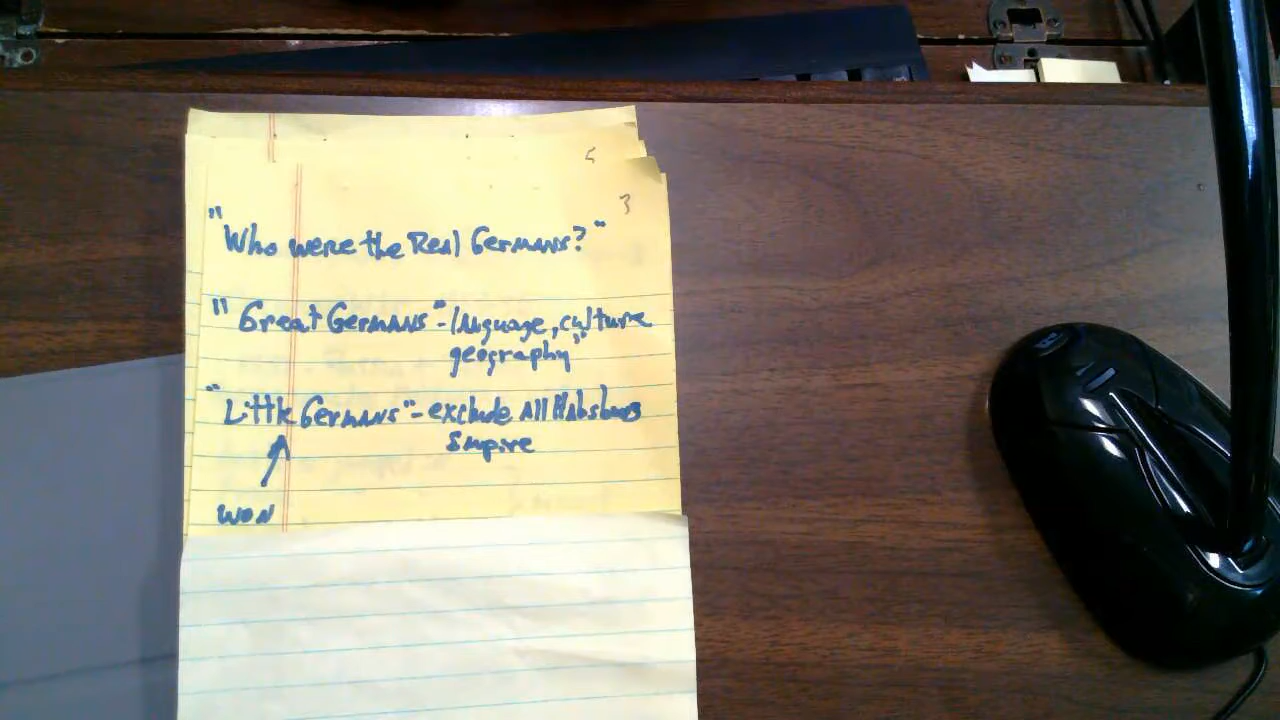 5
3
"Who were the Real Germans?"
"Great Germans"-language, culture
geography"
"Little Germans"- exclude All Habsburg
Empire
WON